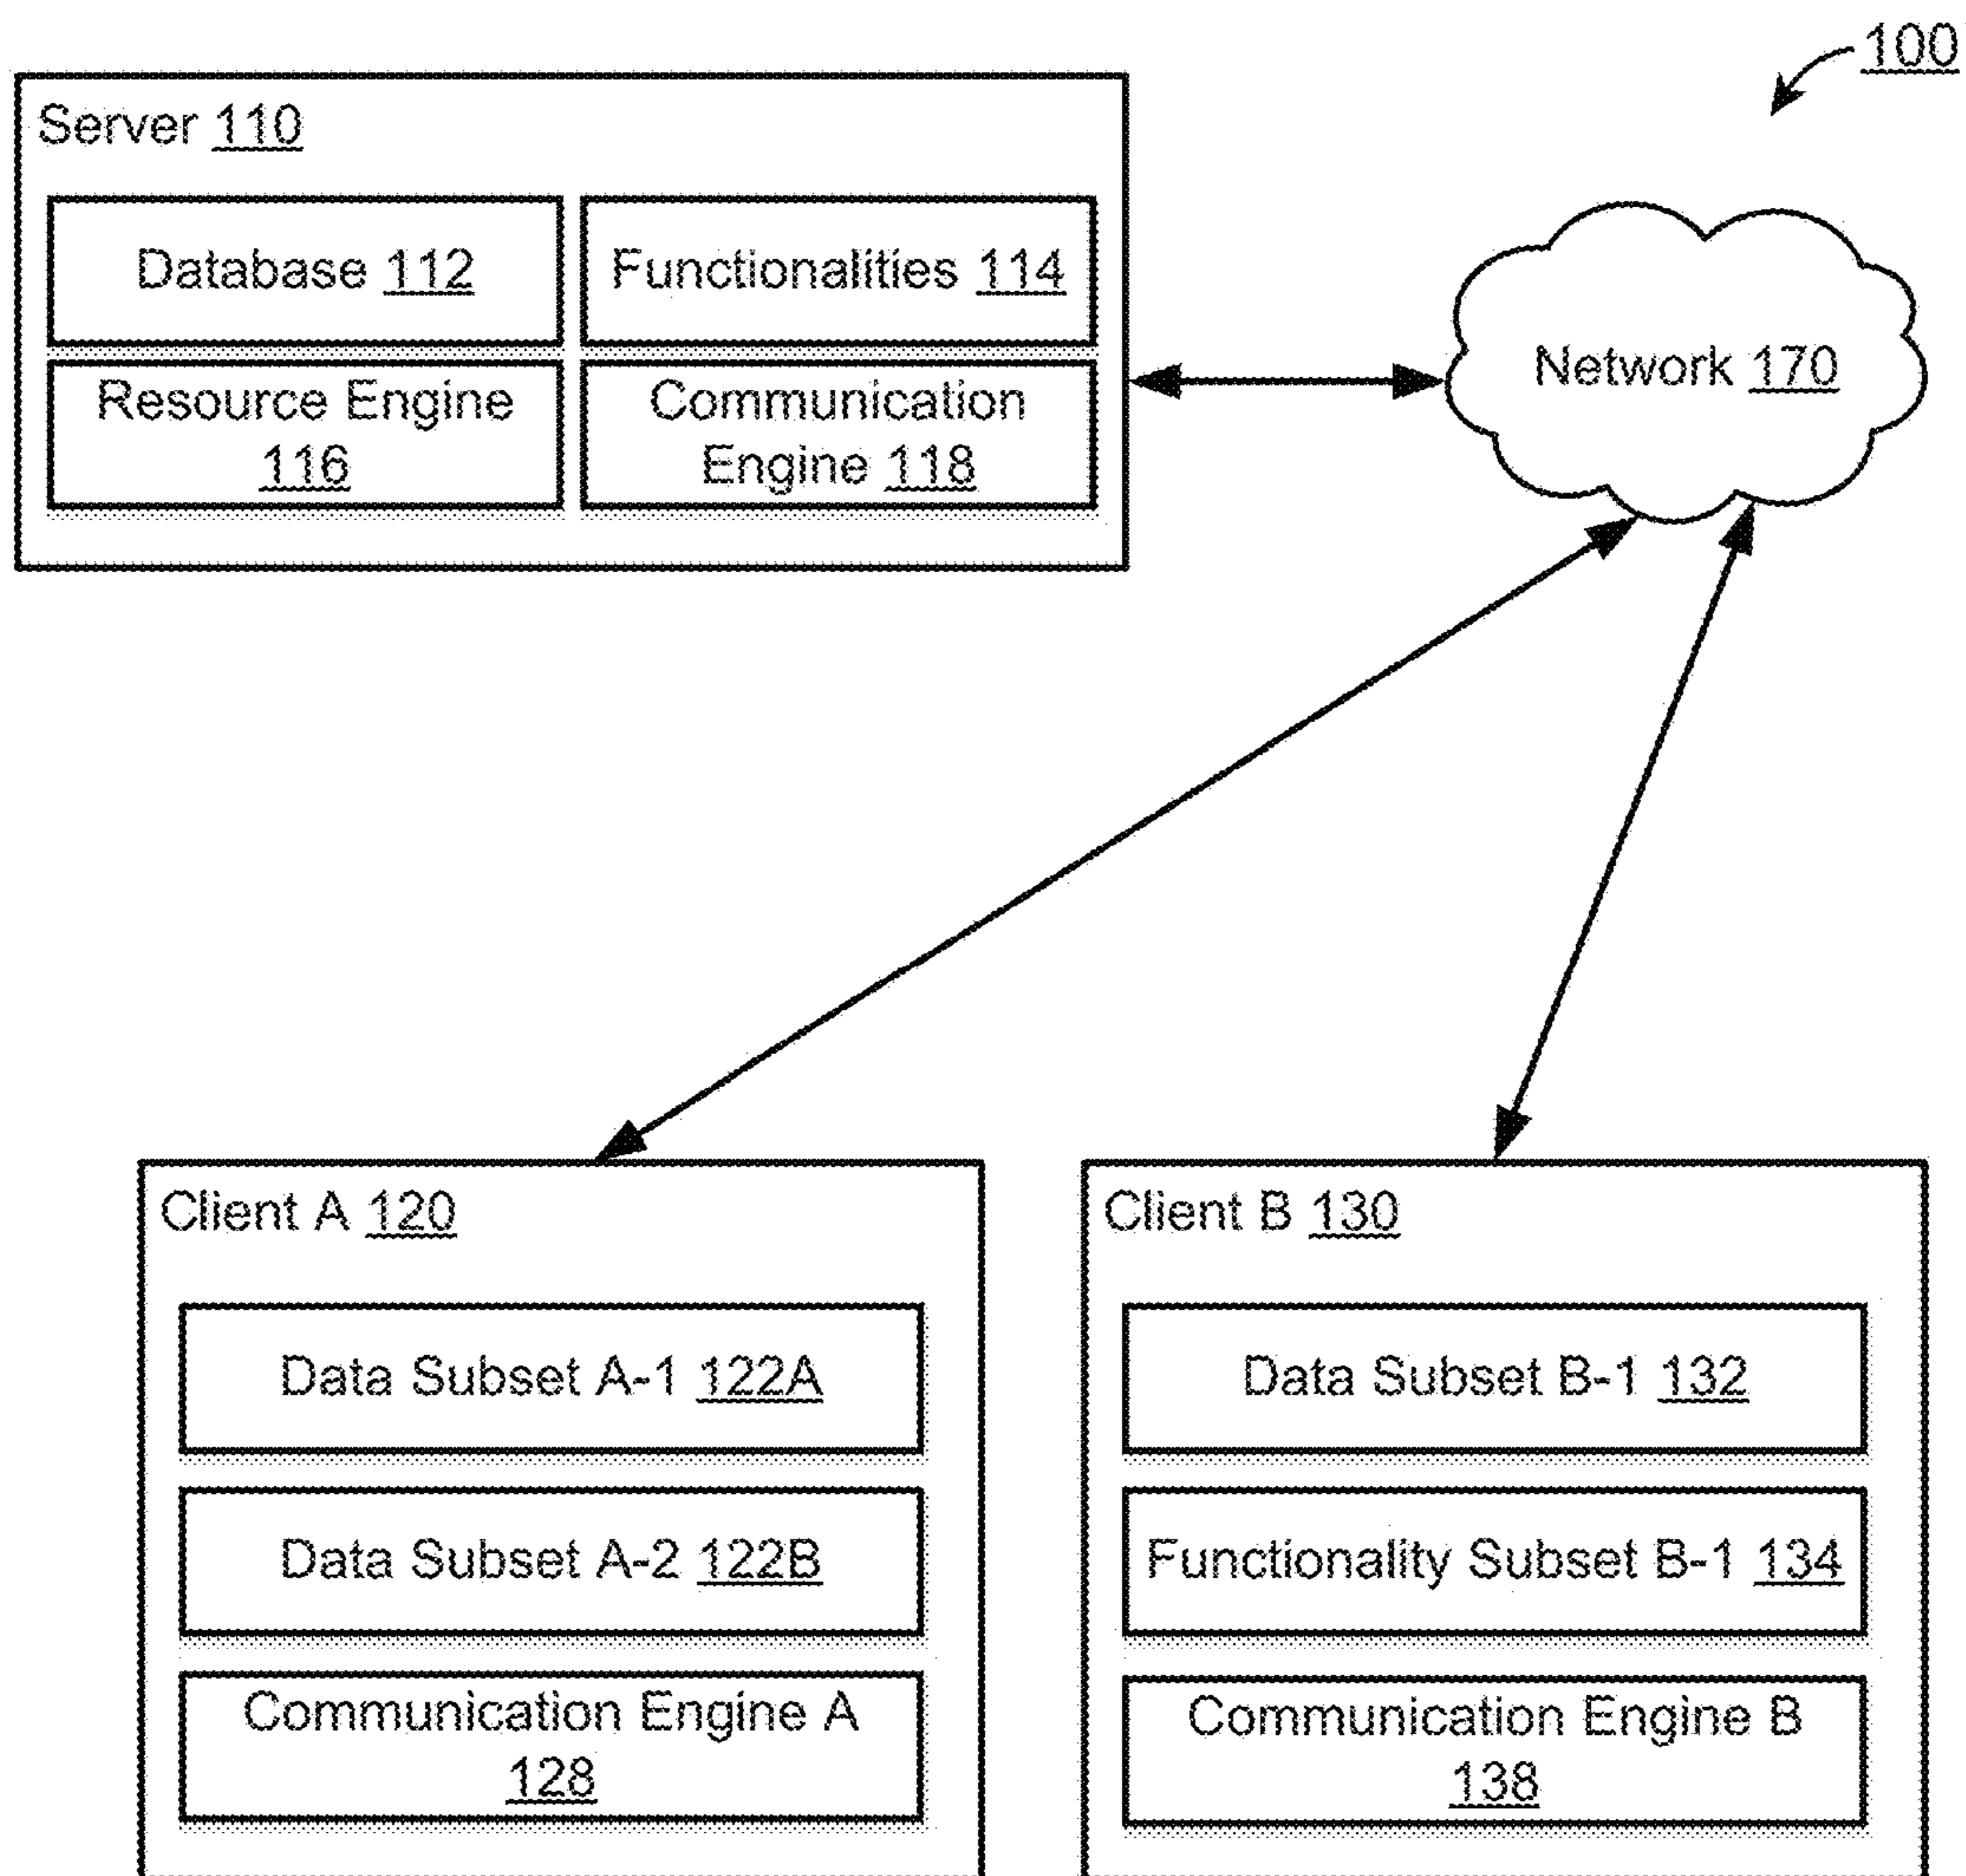 100
Server 110
Database 112
Functionalities 114
Resource Engine
116
Communication
Engine 118
Network 170
Client A 120
Data Subset A-1 122A
Data Subset A-2 122B
Communication Engine A
128
Client B 130
Data Subset B-1 132
Functionality Subset B-1 134
Communication Engine B
138